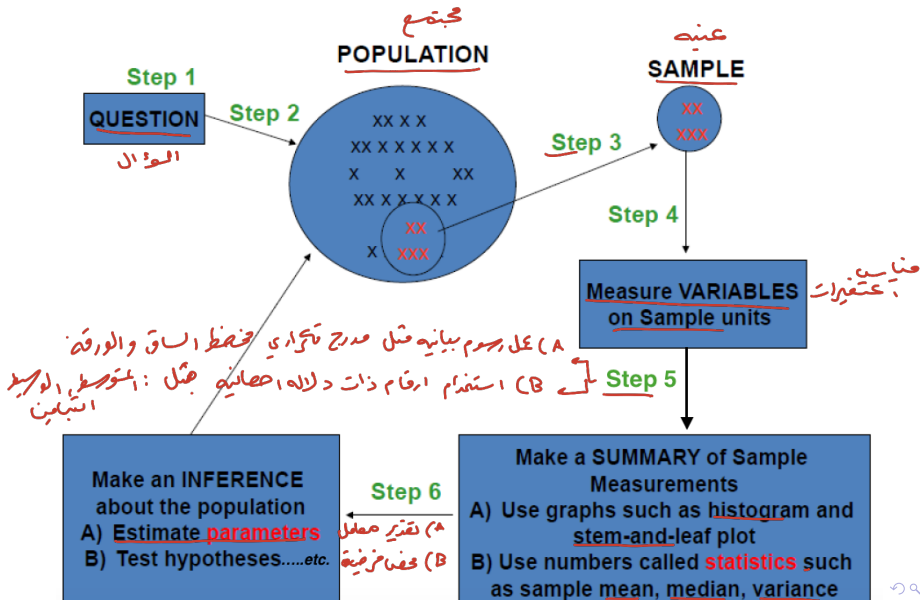 مجتمع
POPULATION
عينه
SAMPLE
Step 1
QUESTION
السؤال
Step 2
XX X X
XX X X X X X
X X XX
XX X X X X X
XX
X XXX
Step 3
XX
XXX
Step 4
Measure VARIABLES
on Sample units
المتغيرات
A) عمل رسوم بيانيه مثل مدرج تكراري مخطط الساق والورقة
B) استخدام ارقام ذات دلاله احصائيه مثل : المتوسط , الوسيط
التباين
Step 5
Make a SUMMARY of Sample
Measurements
A) Use graphs such as histogram and
stem-and-leaf plot
B) Use numbers called statistics such
as sample mean, median, variance
Step 6
A) تقدير معامل
B) فحص فرضية
Make an INFERENCE
about the population
A) Estimate parameters
B) Test hypotheses.....etc.